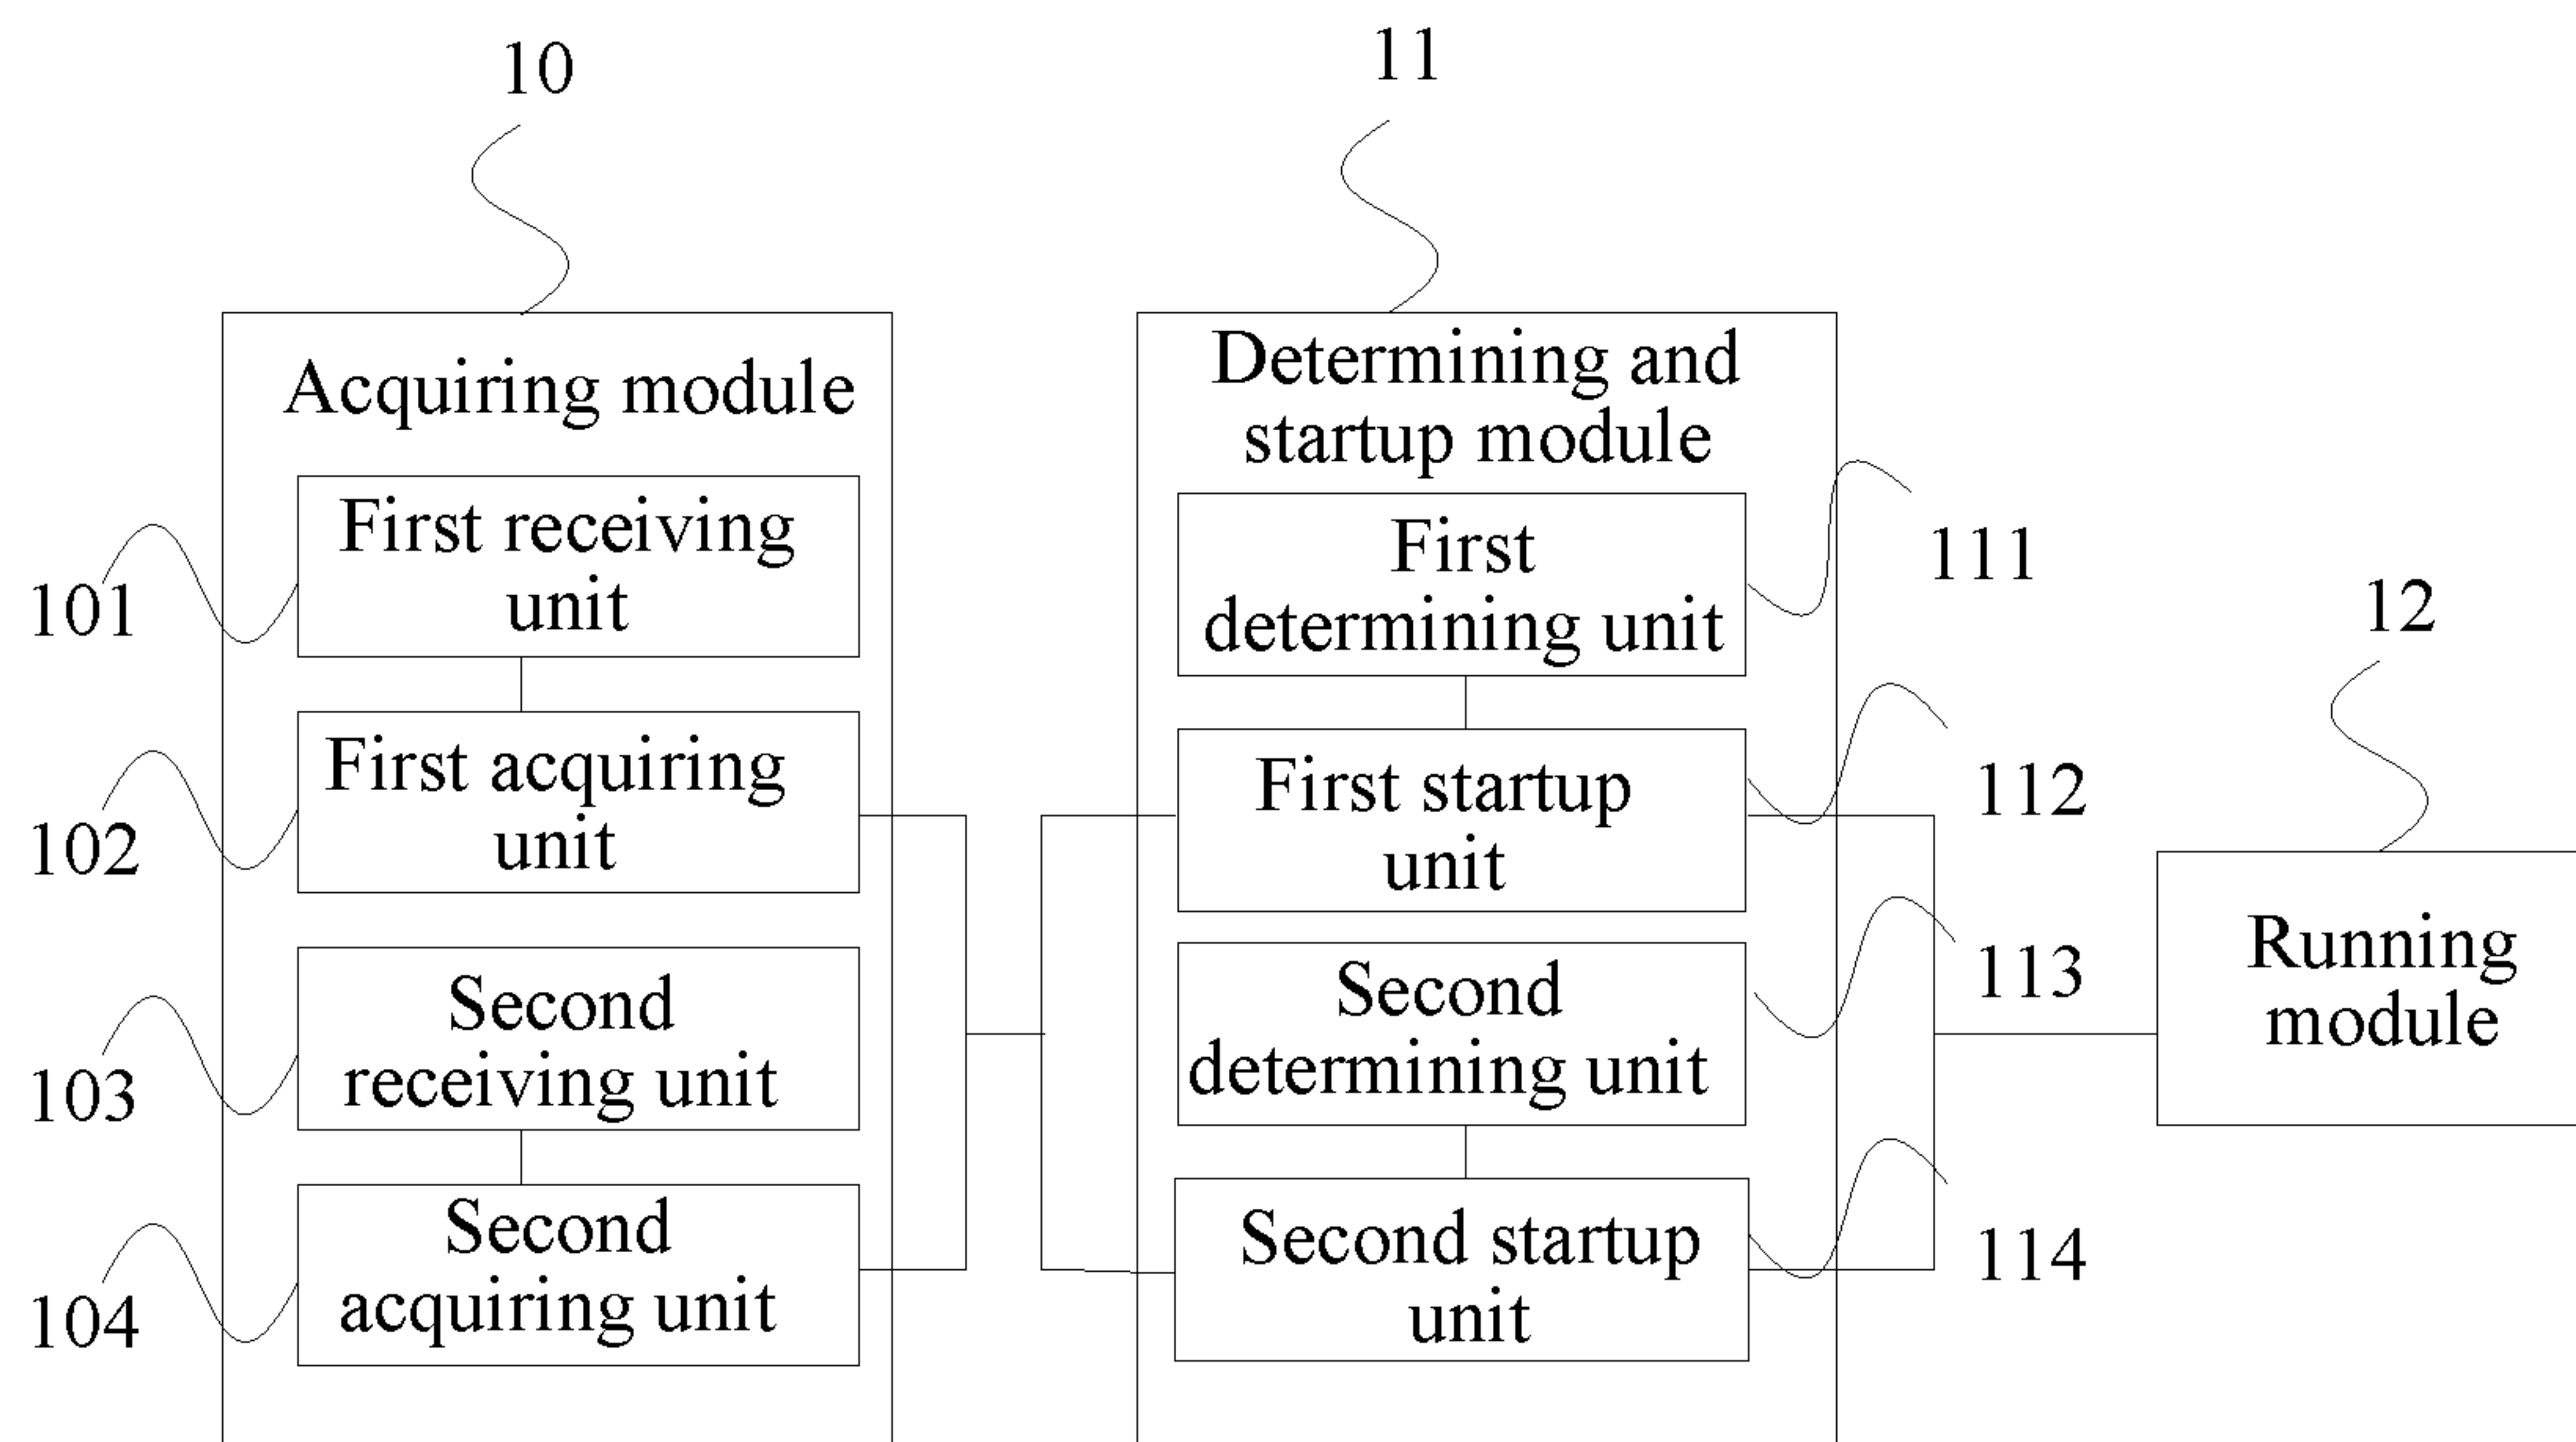 10
11
Acquiring module
Determining and
startup module
First receiving
unit
101
First
determining unit
111
12
First acquiring
unit
102
First startup
unit
112
Second
receiving unit
103
Second
determining unit
113
Running
module
Second
acquiring unit
104
Second startup
unit
114